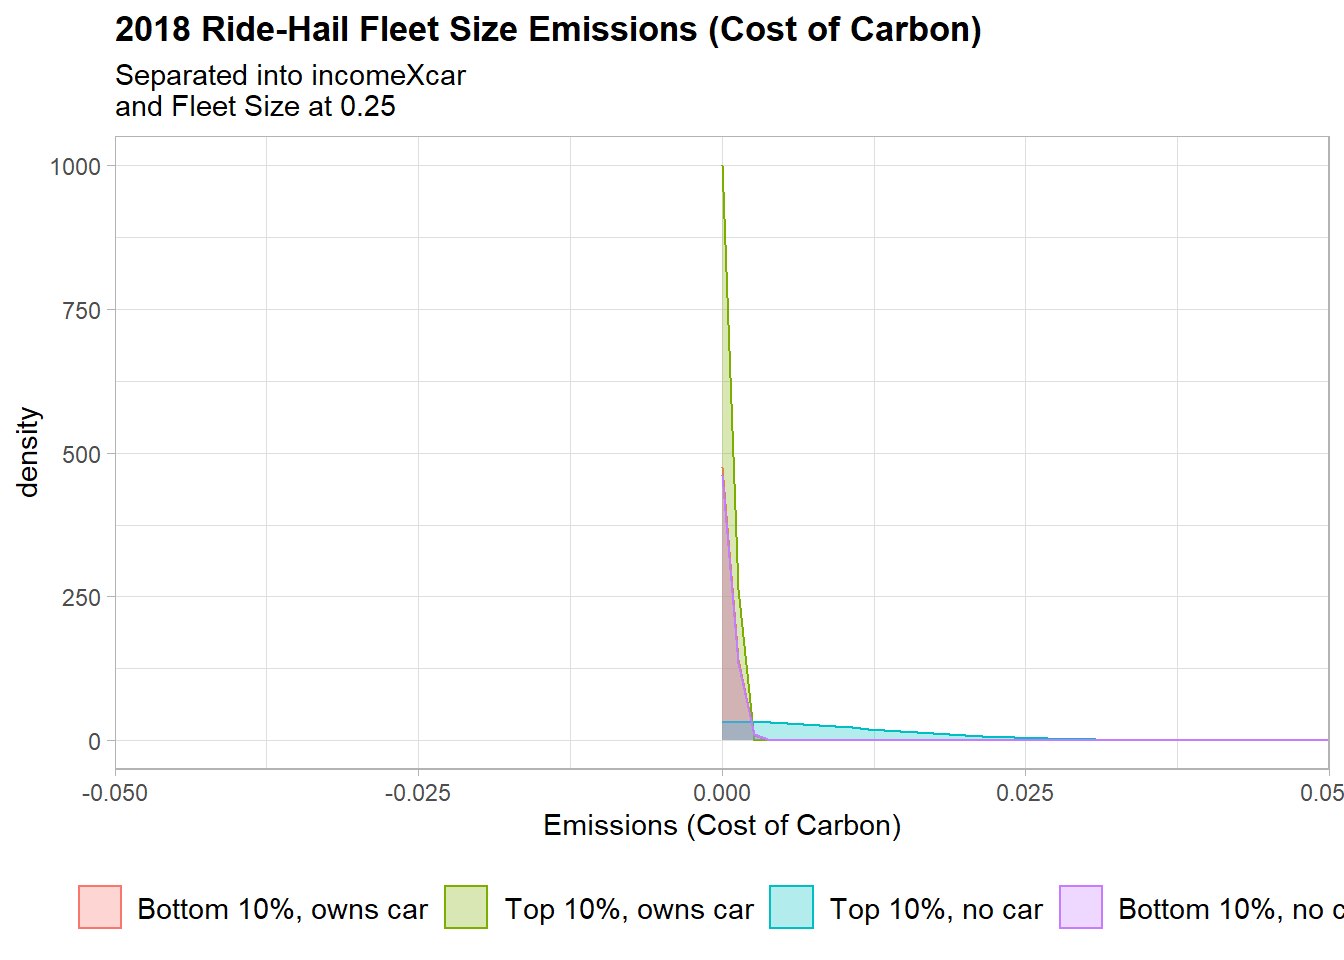 2018 Ride-Hail Fleet Size Emissions (Cost of Carbon)
Separated into incomeXcar
and Fleet Size at 0.25
1000
750
500
250
0
density
-0.050
-0.025
0.000
0.025
0.05
Emissions (Cost of Carbon)
Bottom 10%, owns car
Top 10%, owns car
Top 10%, no car
Bottom 10%, no c